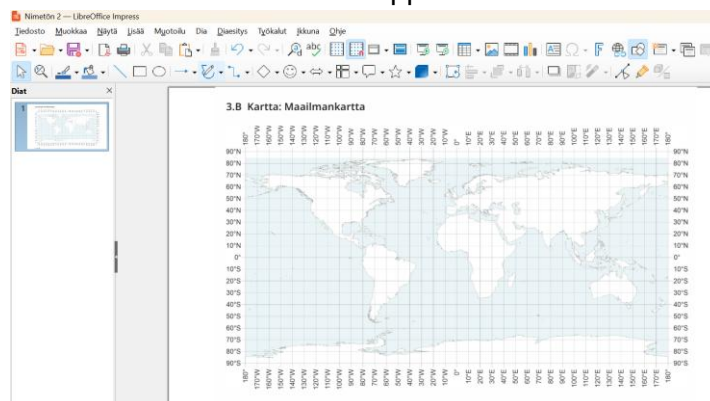 Nimetön 2 — LibreOffice Impress
Tiedosto Muokkaa Näytä Lisää Muotoilu Dia Diaesitys Työkalut Ikkuna Ohje
Diat
1
3.B Kartta: Maailmankartta
180° 170°W 160°W 150°W 140°W 130°W 120°W 110°W 100°W 90°W 80°W 70°W 60°W 50°W 40°W 30°W 20°W 10°W 0° 10°E 20°E 30°E 40°E 50°E 60°E 70°E 80°E 90°E 100°E 110°E 120°E 130°E 140°E 150°E 160°E 170°E 180°
90°N 90°N
80°N 80°N
70°N 70°N
60°N 60°N
50°N 50°N
40°N 40°N
30°N 30°N
20°N 20°N
10°N 10°N
0° 0°
10°S 10°S
20°S 20°S
30°S 30°S
40°S 40°S
50°S 50°S
60°S 60°S
70°S 70°S
80°S 80°S
90°S 90°S
180° 170°W 160°W 150°W 140°W 130°W 120°W 110°W 100°W 90°W 80°W 70°W 60°W 50°W 40°W 30°W 20°W 10°W 0° 10°E 20°E 30°E 40°E 50°E 60°E 70°E 80°E 90°E 100°E 110°E 120°E 130°E 140°E 150°E 160°E 170°E 180°